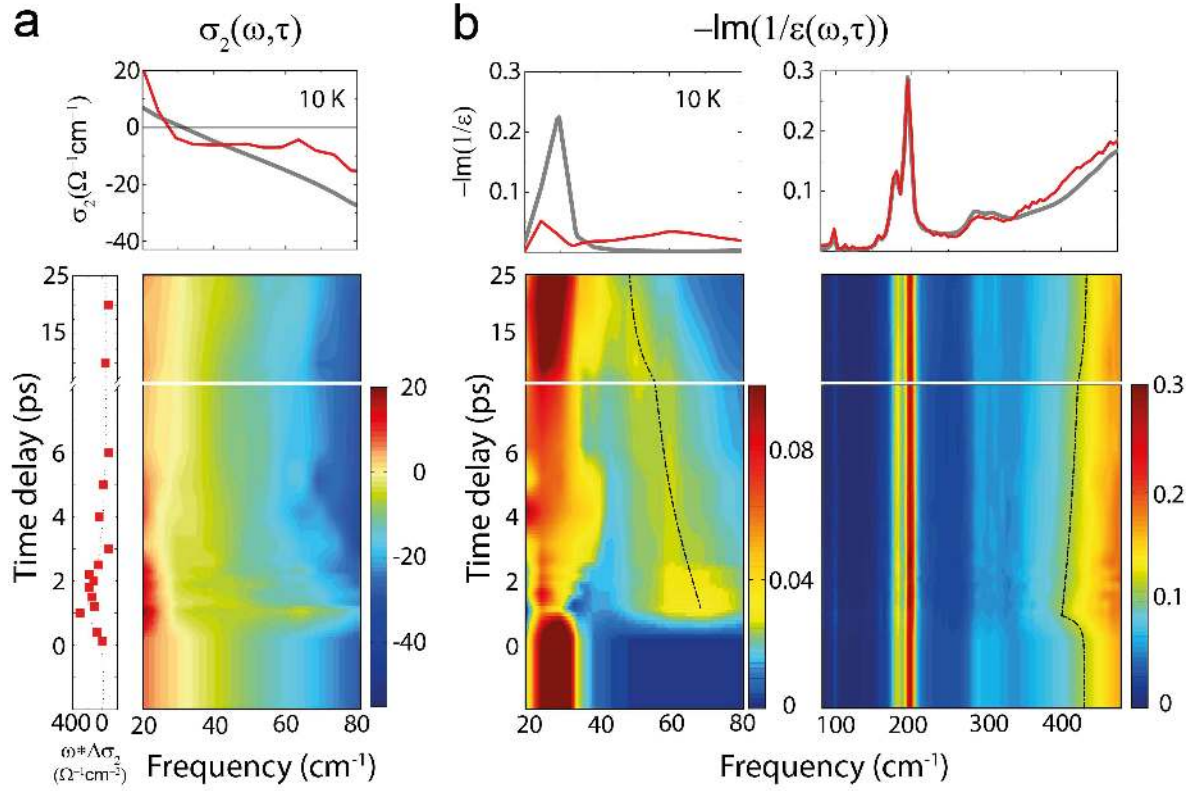 a
σ₂(ω,τ)
b
–Im(1/ε(ω,τ))
20
0
-20
-40
σ₂(Ω⁻¹cm⁻¹)
10 K
0.3
0.2
0.1
–Im(1/ε)
10 K
0.3
0.2
0.1
25
15
6
4
2
0
Time delay (ps)
400 0
ω*Δσ₂
(Ω⁻¹cm⁻²)
20 40 60 80
Frequency (cm⁻¹)
20
0
-20
-40
25
15
6
4
2
0
Time delay (ps)
20 40 60 80
0.08
0.04
0
100 200 300 400
Frequency (cm⁻¹)
0.3
0.2
0.1
0